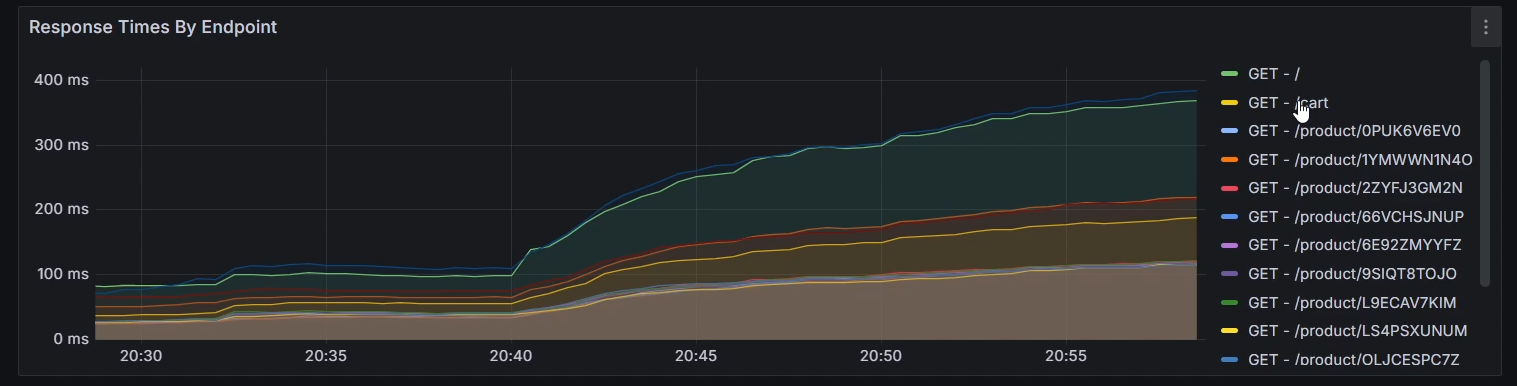 Response Times By Endpoint
400 ms
300 ms
200 ms
100 ms
0 ms
20:30
20:35
20:40
20:45
20:50
20:55
GET - /
GET - /cart
GET - /product/0PUK6V6EV0
GET - /product/1YMWWN1N4O
GET - /product/2ZYFJ3GM2N
GET - /product/66VCHSJNUP
GET - /product/6E92ZMYYFZ
GET - /product/9SIQT8TOJO
GET - /product/L9ECAV7KIM
GET - /product/LS4PSXUNUM
GET - /product/OLJCESPC7Z